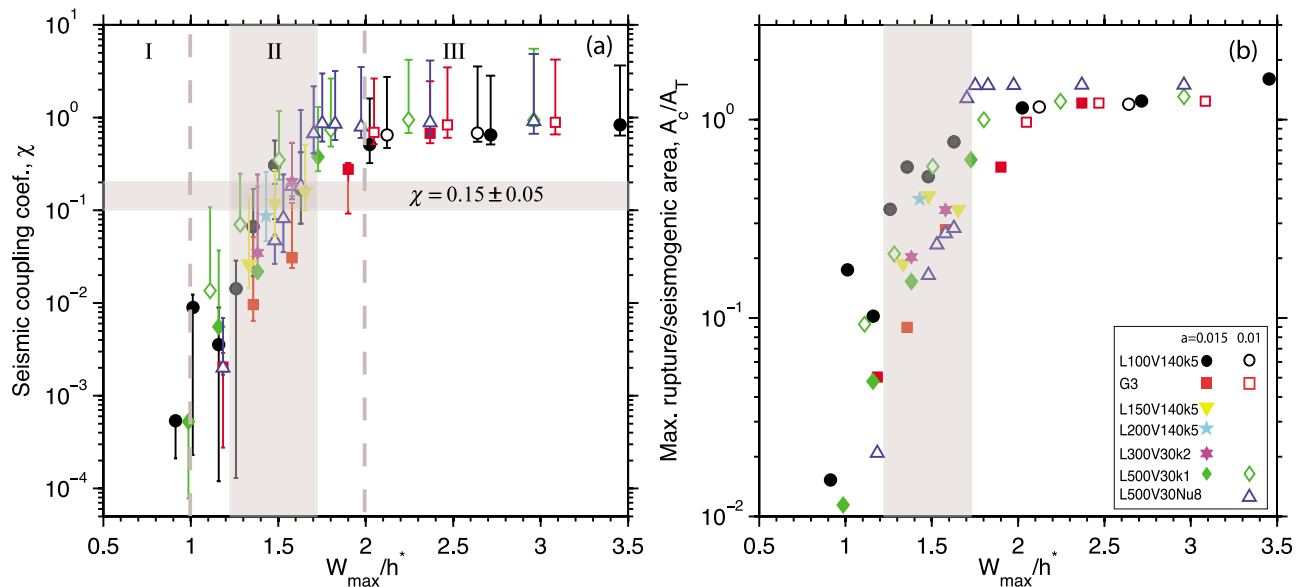 I II III (a)
Seismic coupling coef., χ
10^1
10^0
10^-1
10^-2
10^-3
10^-4
χ = 0.15 ± 0.05
0.5 1 1.5 2 2.5 3 3.5
W_max/h*
(b)
Max. rupture/seismogenic area, A_c/A_T
10^0
10^-1
10^-2
a=0.015 0.01
L100V140k5
G3
L150V140k5
L200V140k5
L300V30k2
L500V30k1
L500V30Nu8
0.5 1 1.5 2 2.5 3 3.5
W_max/h*